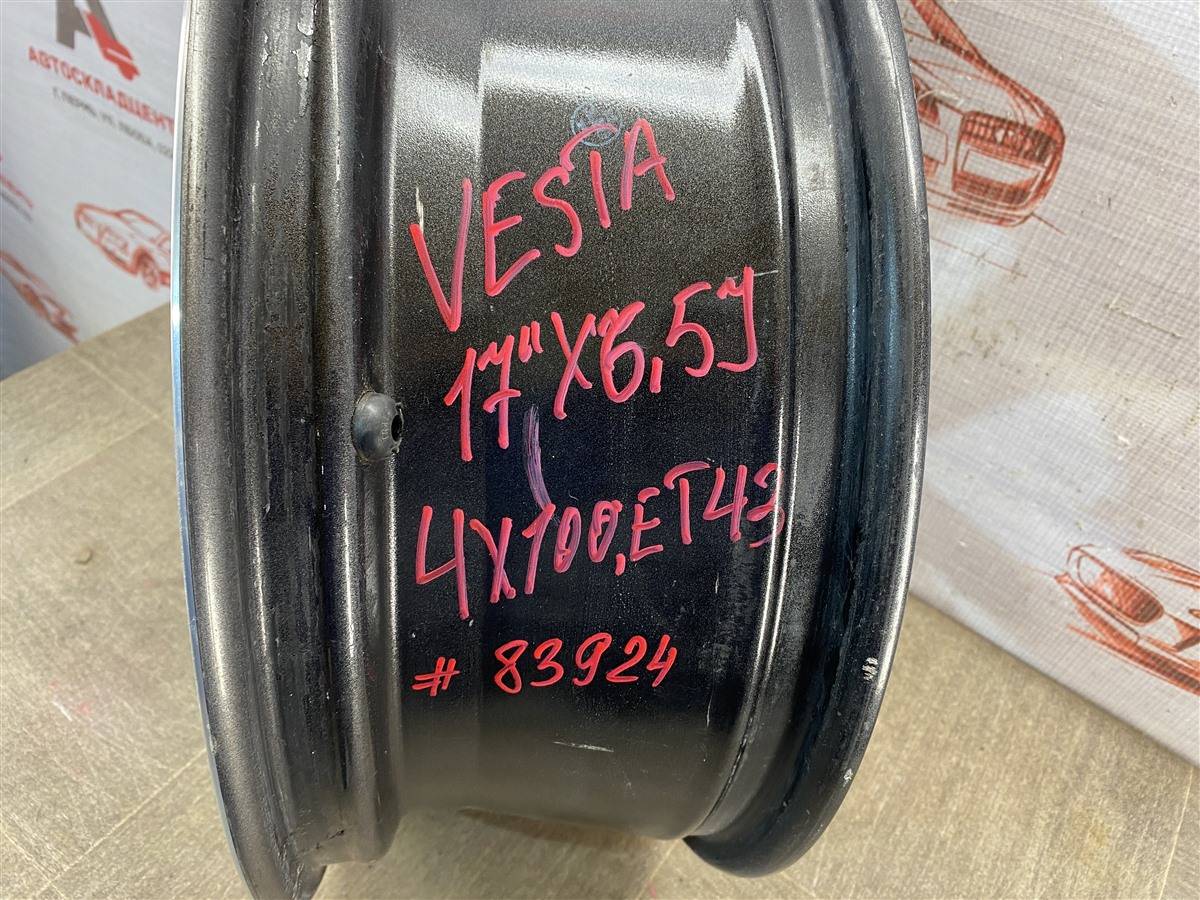 АВТОСКЛАДЦЕНТР
VESTA
17"X6,5J
4X100,ET43
# 83924